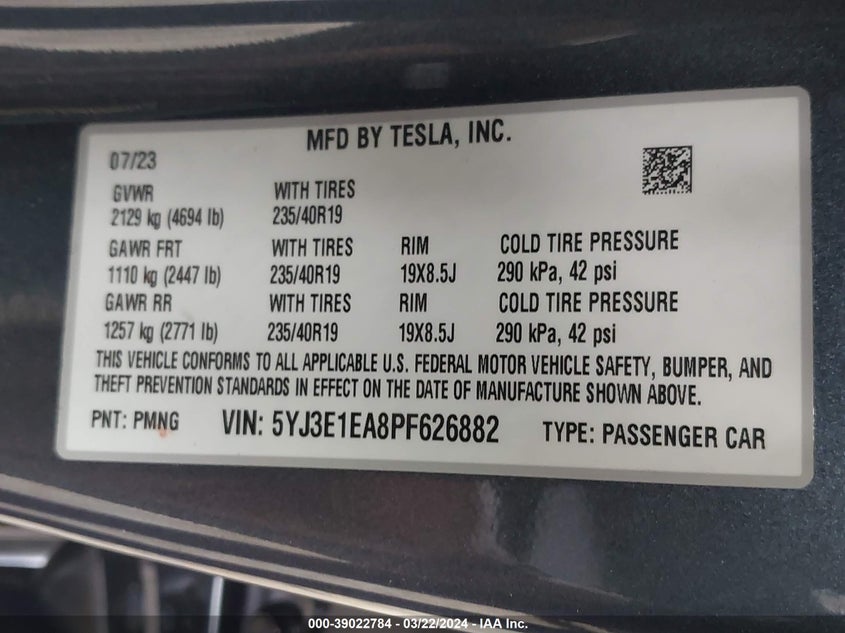 MFD BY TESLA, INC.
07/23
GVWR WITH TIRES
2129 kg (4694 lb) 235/40R19
GAWR FRT WITH TIRES RIM COLD TIRE PRESSURE
1110 kg (2447 lb) 235/40R19 19X8.5J 290 kPa, 42 psi
GAWR RR WITH TIRES RIM COLD TIRE PRESSURE
1257 kg (2771 lb) 235/40R19 19X8.5J 290 kPa, 42 psi
THIS VEHICLE CONFORMS TO ALL APPLICABLE U.S. FEDERAL MOTOR VEHICLE SAFETY, BUMPER, AND
THEFT PREVENTION STANDARDS IN EFFECT ON THE DATE OF MANUFACTURE SHOWN ABOVE.
PNT: PMNG VIN: 5YJ3E1EA8PF626882 TYPE: PASSENGER CAR
000-39022784 - 03/22/2024 - IAA Inc.